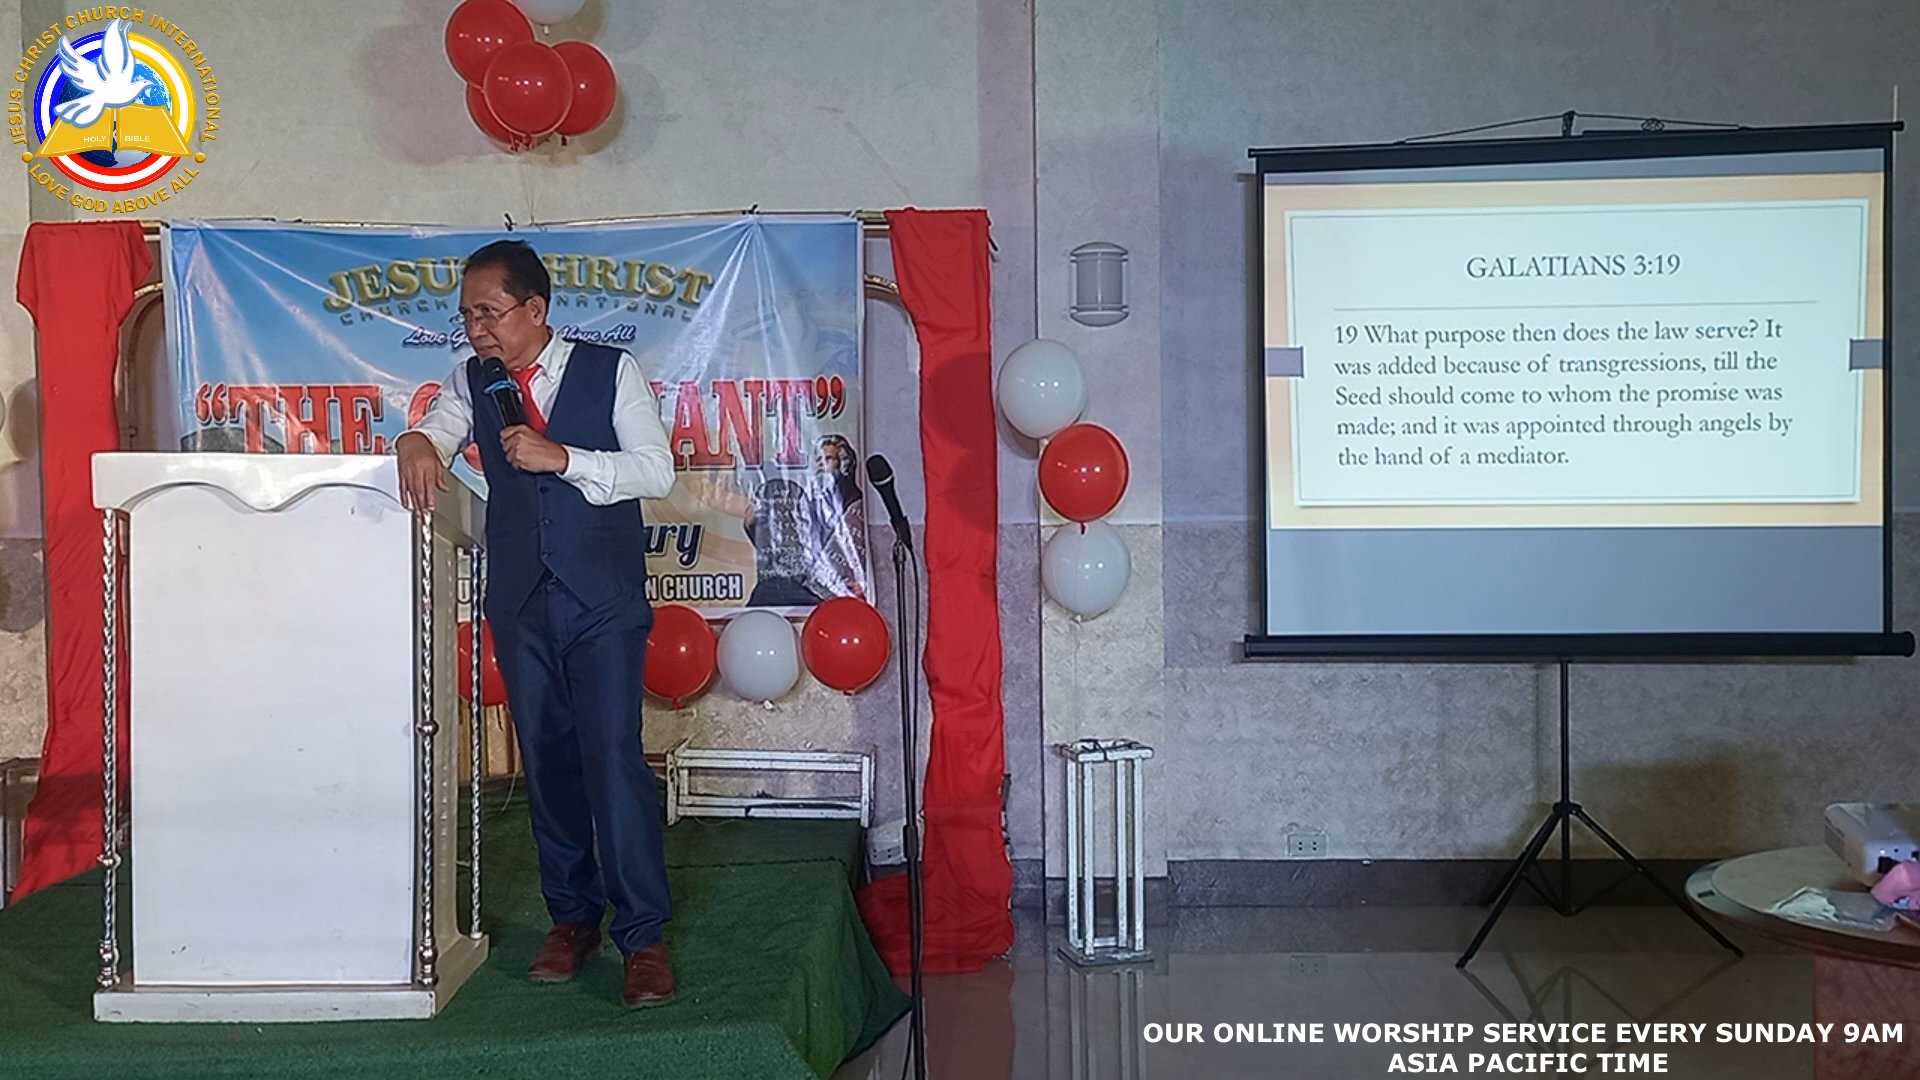 JESUS CHRIST CHURCH INTERNATIONAL
HOLY BIBLE
LOVE GOD ABOVE ALL
JESUS CHRIST
Above All
"THE
CHURCH
GALATIANS 3:19
19 What purpose then does the law serve? It
was added because of transgressions, till the
Seed should come to whom the promise was
made; and it was appointed through angels by
the hand of a mediator.
OUR ONLINE WORSHIP SERVICE EVERY SUNDAY 9AM
ASIA PACIFIC TIME